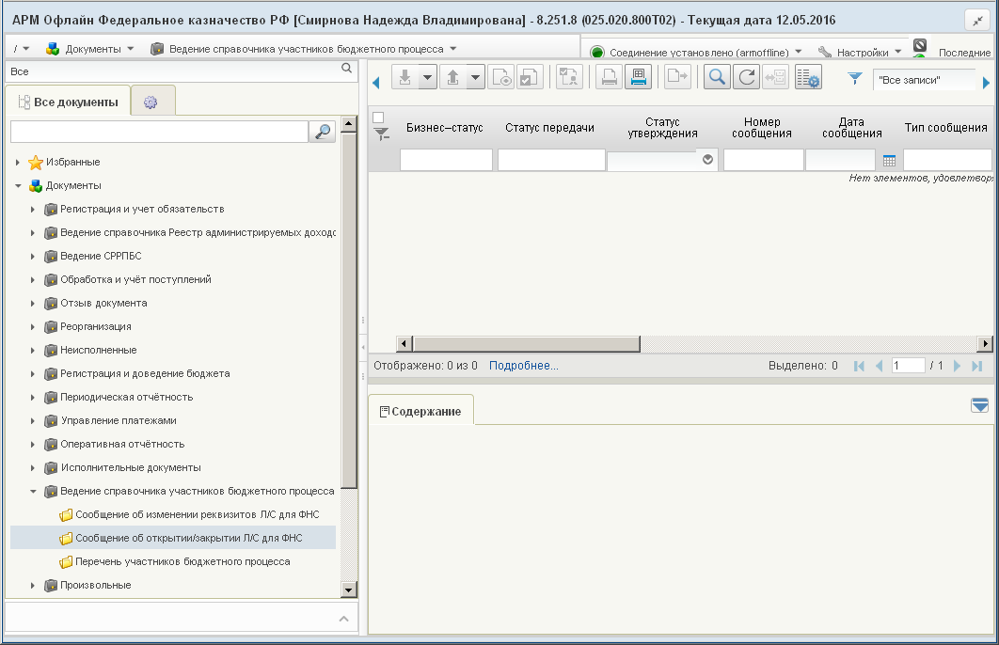 АРМ Офлайн Федеральное казначество РФ [Смирнова Надежда Владимировна] - 8.251.8 (025.020.800Т02) - Текущая дата 12.05.2016
/ Документы Ведение справочника участников бюджетного процесса
Соединение установлено (armoffline) Настройки Последние
Все
Все документы
"Все записи"
Избранные
Документы
Регистрация и учет обязательств
Ведение справочника Реестр администрируемых доходо
Ведение СРРПБС
Обработка и учёт поступлений
Отзыв документа
Реорганизация
Неисполненные
Регистрация и доведение бюджета
Периодическая отчётность
Управление платежами
Оперативная отчётность
Исполнительные документы
Ведение справочника участников бюджетного процесса
Сообщение об изменении реквизитов Л/С для ФНС
Сообщение об открытии/закрытии Л/С для ФНС
Перечень участников бюджетного процесса
Произвольные
Бизнес-статус Статус передачи Статус утверждения Номер сообщения Дата сообщения Тип сообщения
Нет элементов, удовлетворя
Отображено: 0 из 0 Подробнее... Выделено: 0 1 / 1
Содержание